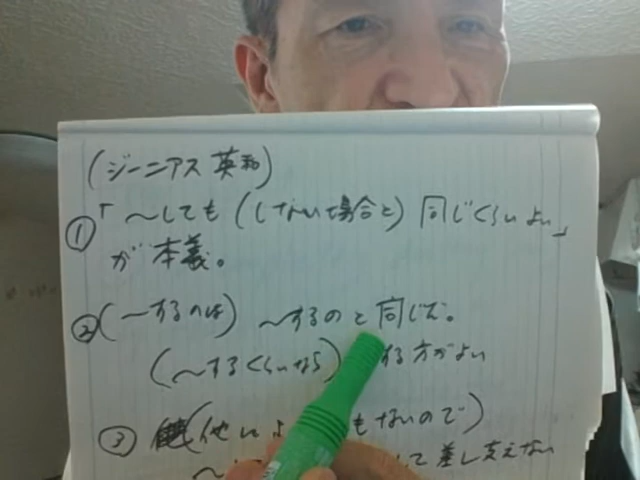 (ジーニアス英和)
①「〜しても(しない場合と)同じくらいよい」
が本義。
②(〜するのは)〜するのと同じだ。
(〜するくらいなら) する方がよい
③(他によ もないので)
〜 て差し支えない